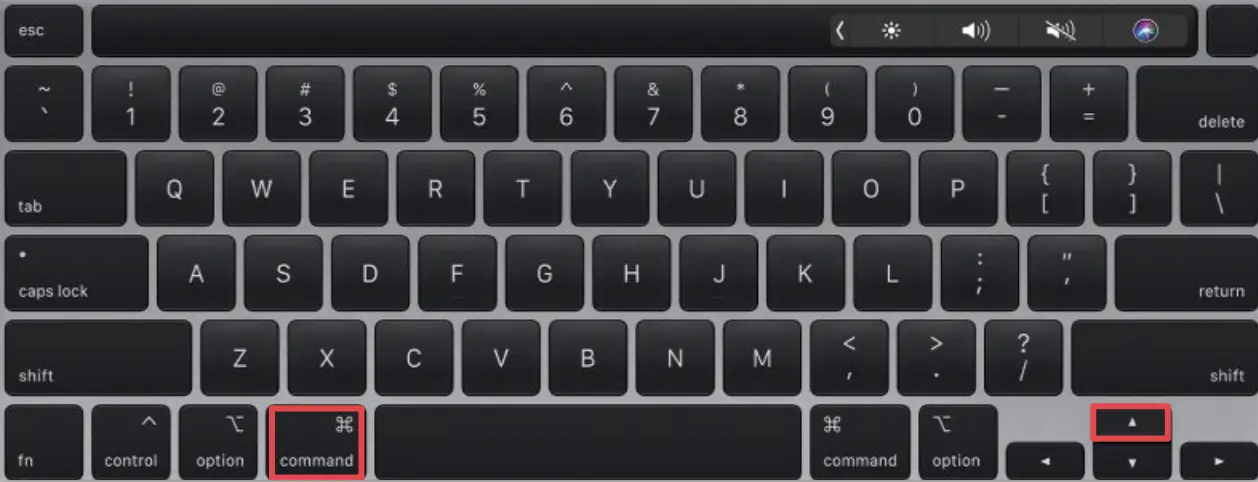 esc
~ ! @ # $ % ^ & * ( ) — +
` 1 2 3 4 5 6 7 8 9 0 - = delete
tab Q W E R T Y U I O P { [ } ] | \
caps lock A S D F G H J K L : ; " ' return
shift Z X C V B N M < , > . ? / shift
fn ^ control ⌥ option ⌘ command ⌘ command ⌥ option ◀ ▲ ▼ ▶